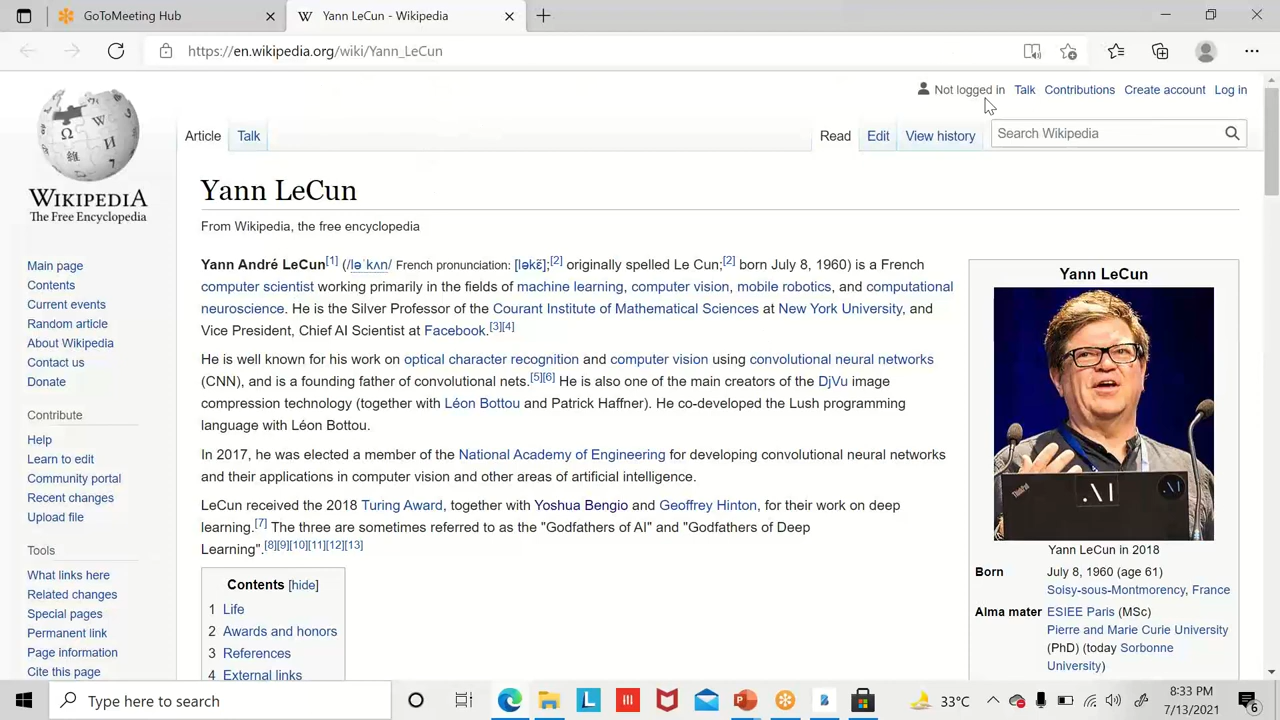 GoToMeeting Hub
Yann LeCun - Wikipedia
https://en.wikipedia.org/wiki/Yann_LeCun
Not logged in Talk Contributions Create account Log in
Article Talk Read Edit View history Search Wikipedia
WIKIPEDIA
The Free Encyclopedia
Main page
Contents
Current events
Random article
About Wikipedia
Contact us
Donate
Contribute
Help
Learn to edit
Community portal
Recent changes
Upload file
Tools
What links here
Related changes
Special pages
Permanent link
Page information
Cite this page
Yann LeCun
From Wikipedia, the free encyclopedia
Yann André LeCun[1] (/ləˈkʌn/ French pronunciation: [ləkɛ̃];[2] originally spelled Le Cun;[2] born July 8, 1960) is a French
computer scientist working primarily in the fields of machine learning, computer vision, mobile robotics, and computational
neuroscience. He is the Silver Professor of the Courant Institute of Mathematical Sciences at New York University, and
Vice President, Chief AI Scientist at Facebook.[3][4]
He is well known for his work on optical character recognition and computer vision using convolutional neural networks
(CNN), and is a founding father of convolutional nets.[5][6] He is also one of the main creators of the DjVu image
compression technology (together with Léon Bottou and Patrick Haffner). He co-developed the Lush programming
language with Léon Bottou.
In 2017, he was elected a member of the National Academy of Engineering for developing convolutional neural networks
and their applications in computer vision and other areas of artificial intelligence.
LeCun received the 2018 Turing Award, together with Yoshua Bengio and Geoffrey Hinton, for their work on deep
learning.[7] The three are sometimes referred to as the "Godfathers of AI" and "Godfathers of Deep
Learning".[8][9][10][11][12][13]
Contents [hide]
1 Life
2 Awards and honors
3 References
4 External links
Yann LeCun
ThinkPad
.\I
Yann LeCun in 2018
Born July 8, 1960 (age 61)
Soisy-sous-Montmorency, France
Alma mater ESIEE Paris (MSc)
Pierre and Marie Curie University
(PhD) (today Sorbonne
University)
Type here to search
33°C
8:33 PM
7/13/2021
6